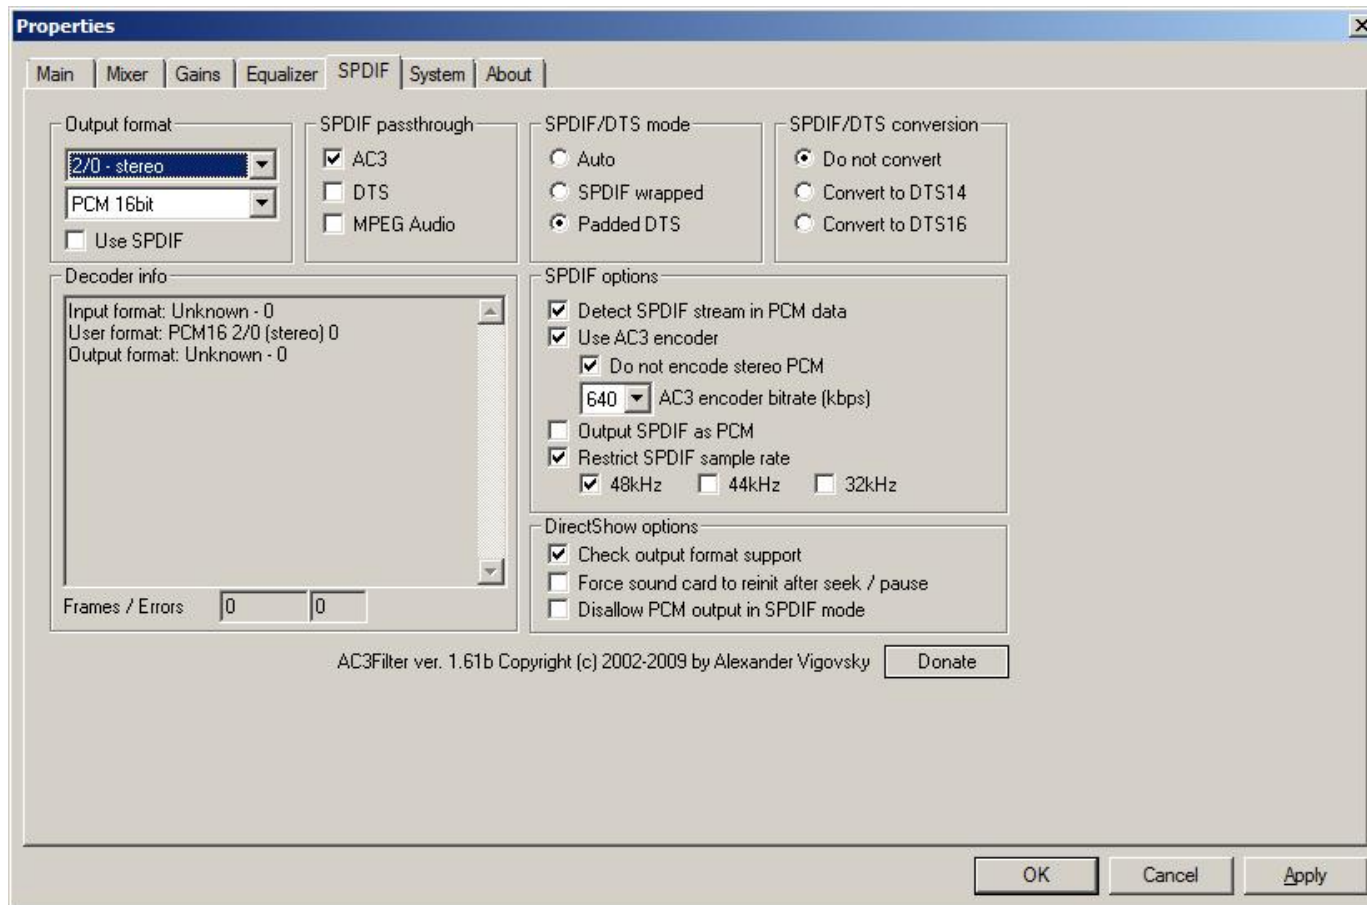 Properties
Main Mixer Gains Equalizer SPDIF System About
Output format
2/0 - stereo
PCM 16bit
Use SPDIF
SPDIF passthrough
AC3
DTS
MPEG Audio
SPDIF/DTS mode
Auto
SPDIF wrapped
Padded DTS
SPDIF/DTS conversion
Do not convert
Convert to DTS14
Convert to DTS16
Decoder info
Input format: Unknown - 0
User format: PCM16 2/0 (stereo) 0
Output format: Unknown - 0
Frames / Errors 0 0
SPDIF options
Detect SPDIF stream in PCM data
Use AC3 encoder
Do not encode stereo PCM
640 AC3 encoder bitrate (kbps)
Output SPDIF as PCM
Restrict SPDIF sample rate
48kHz 44kHz 32kHz
DirectShow options
Check output format support
Force sound card to reinit after seek / pause
Disallow PCM output in SPDIF mode
AC3Filter ver. 1.61b Copyright (c) 2002-2009 by Alexander Vigovsky Donate
OK Cancel Apply